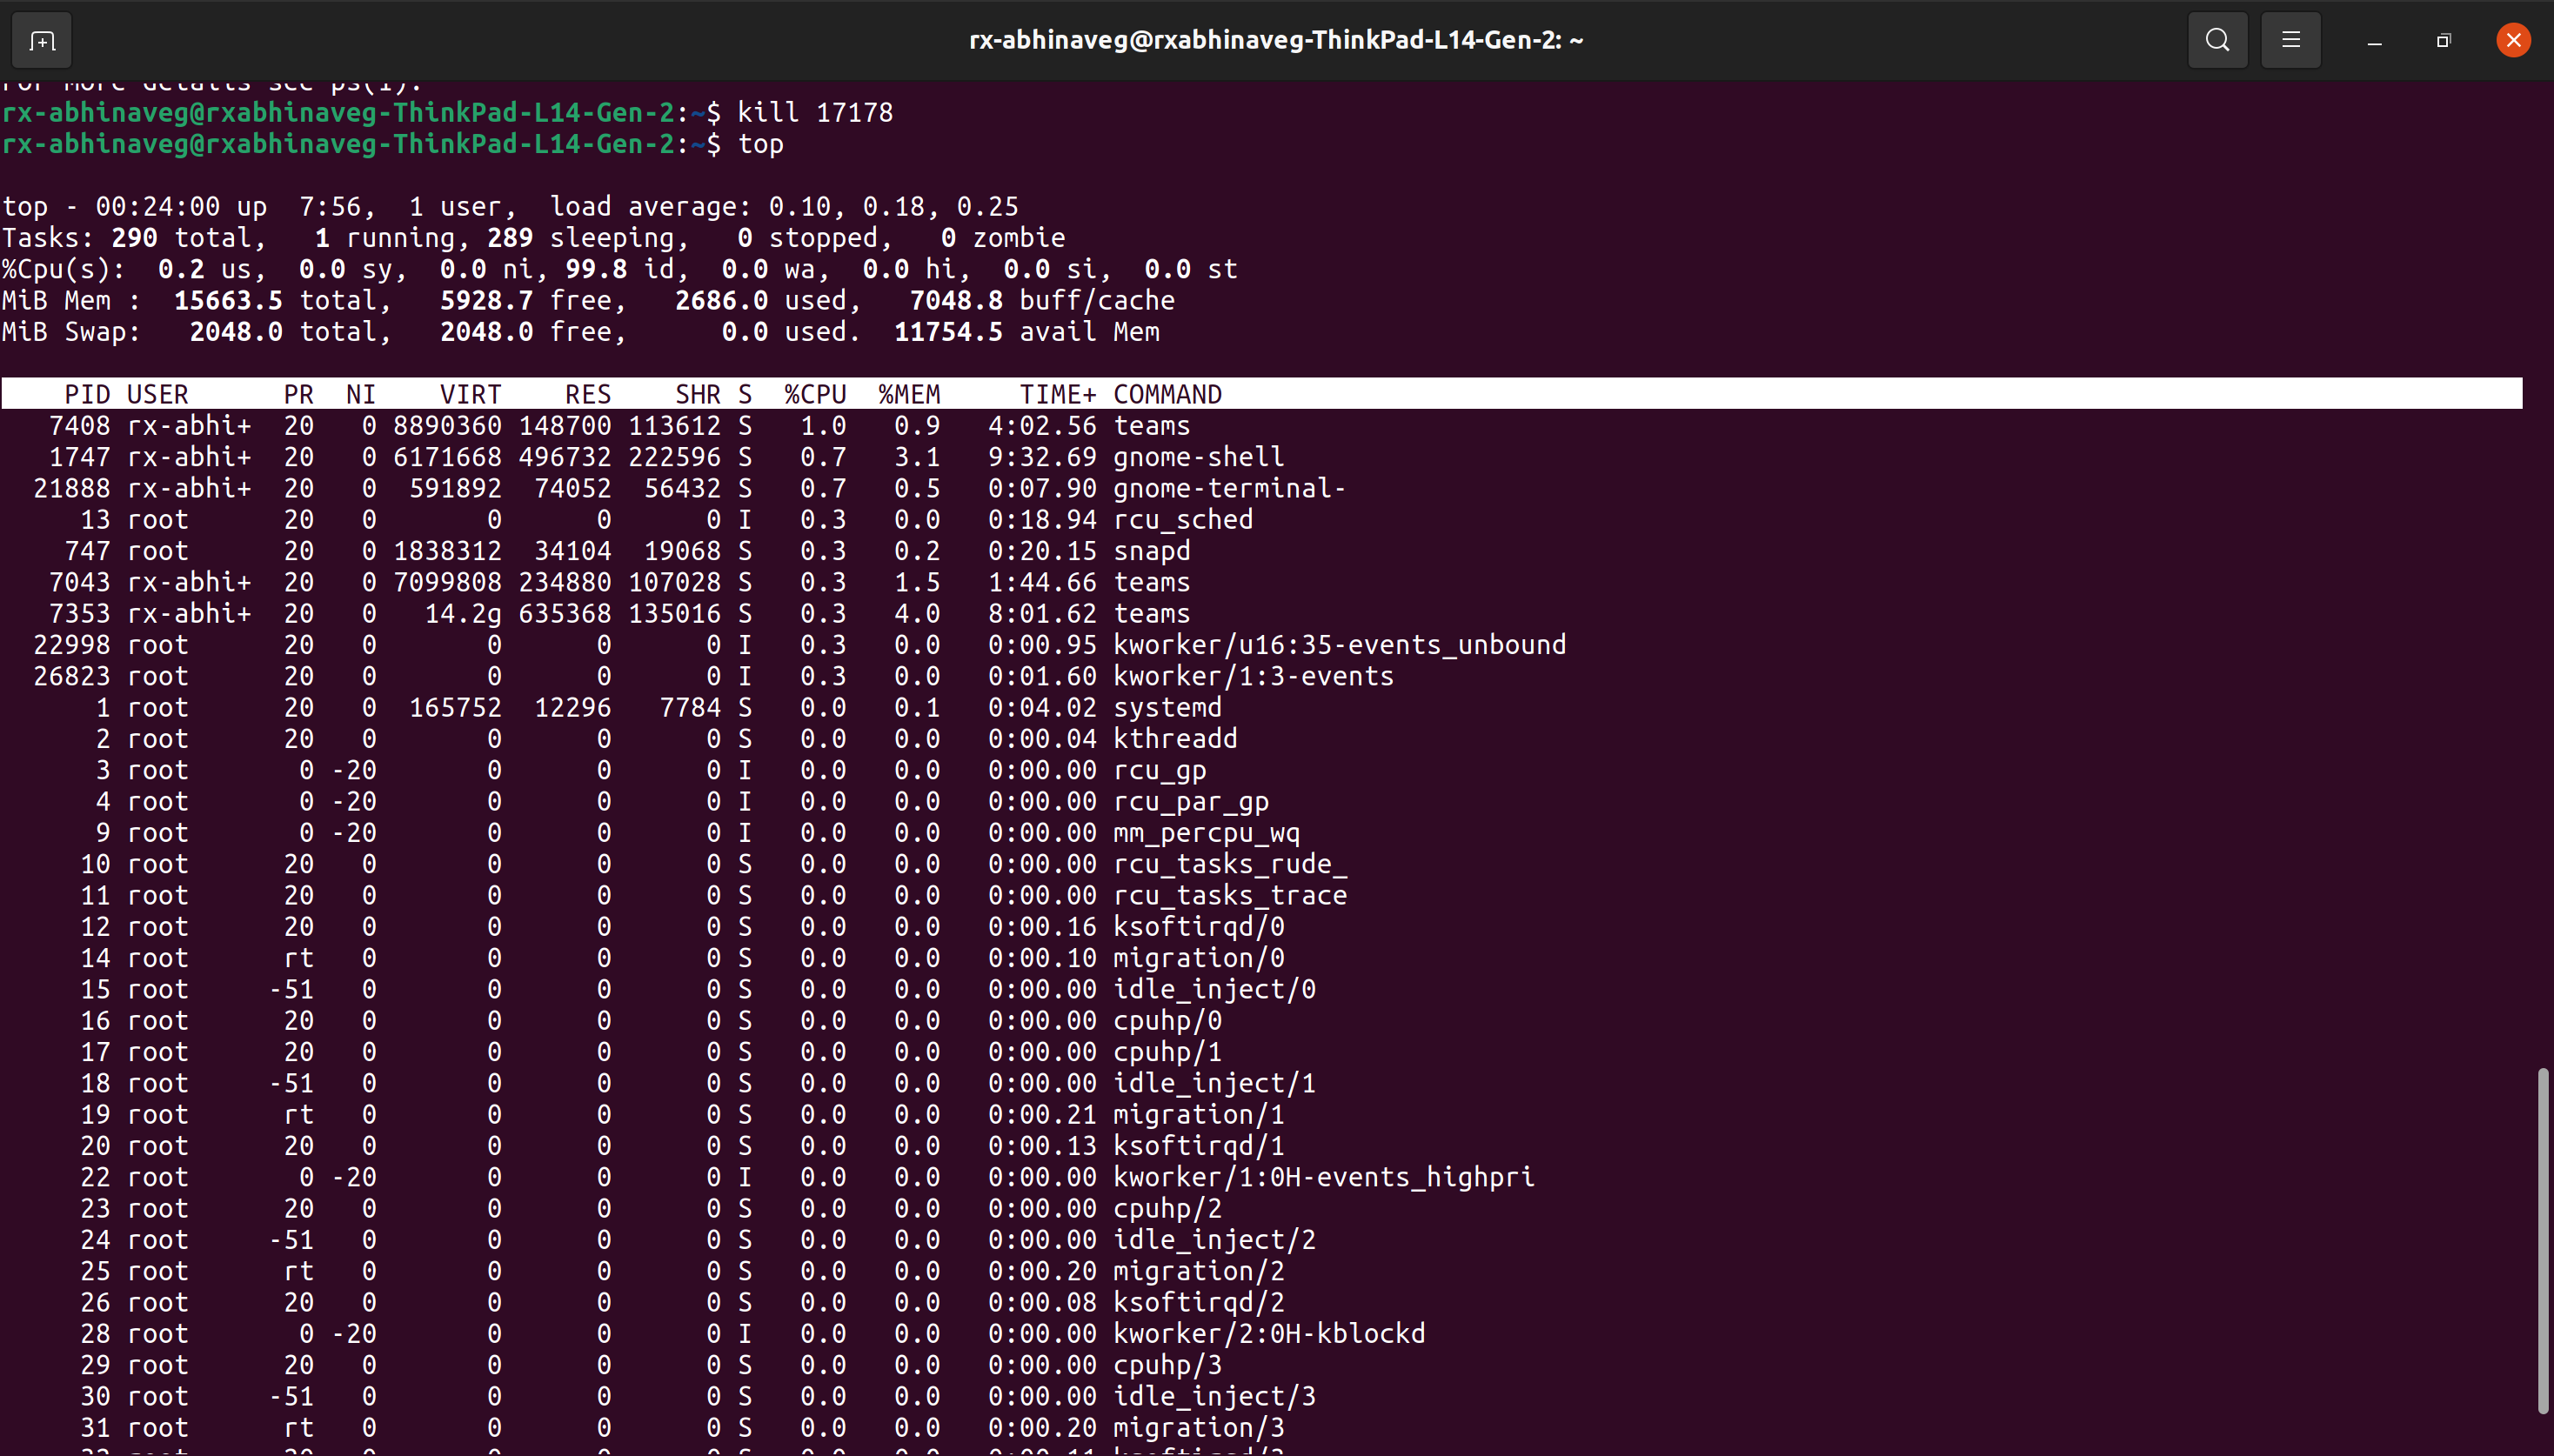 rx-abhinaveg@rxabhinaveg-ThinkPad-L14-Gen-2: ~
For more details see ps(1).
rx-abhinaveg@rxabhinaveg-ThinkPad-L14-Gen-2:~$ kill 17178
rx-abhinaveg@rxabhinaveg-ThinkPad-L14-Gen-2:~$ top
top - 00:24:00 up  7:56,  1 user,  load average: 0.10, 0.18, 0.25
Tasks: 290 total,   1 running, 289 sleeping,   0 stopped,   0 zombie
%Cpu(s):  0.2 us,  0.0 sy,  0.0 ni, 99.8 id,  0.0 wa,  0.0 hi,  0.0 si,  0.0 st
MiB Mem :  15663.5 total,   5928.7 free,   2686.0 used,   7048.8 buff/cache
MiB Swap:   2048.0 total,   2048.0 free,      0.0 used.  11754.5 avail Mem
PID USER PR NI VIRT RES SHR S %CPU %MEM TIME+ COMMAND
7408 rx-abhi+ 20 0 8890360 148700 113612 S 1.0 0.9 4:02.56 teams
1747 rx-abhi+ 20 0 6171668 496732 222596 S 0.7 3.1 9:32.69 gnome-shell
21888 rx-abhi+ 20 0 591892 74052 56432 S 0.7 0.5 0:07.90 gnome-terminal-
13 root 20 0 0 0 0 I 0.3 0.0 0:18.94 rcu_sched
747 root 20 0 1838312 34104 19068 S 0.3 0.2 0:20.15 snapd
7043 rx-abhi+ 20 0 7099808 234880 107028 S 0.3 1.5 1:44.66 teams
7353 rx-abhi+ 20 0 14.2g 635368 135016 S 0.3 4.0 8:01.62 teams
22998 root 20 0 0 0 0 I 0.3 0.0 0:00.95 kworker/u16:35-events_unbound
26823 root 20 0 0 0 0 I 0.3 0.0 0:01.60 kworker/1:3-events
1 root 20 0 165752 12296 7784 S 0.0 0.1 0:04.02 systemd
2 root 20 0 0 0 0 S 0.0 0.0 0:00.04 kthreadd
3 root 0 -20 0 0 0 I 0.0 0.0 0:00.00 rcu_gp
4 root 0 -20 0 0 0 I 0.0 0.0 0:00.00 rcu_par_gp
9 root 0 -20 0 0 0 I 0.0 0.0 0:00.00 mm_percpu_wq
10 root 20 0 0 0 0 S 0.0 0.0 0:00.00 rcu_tasks_rude_
11 root 20 0 0 0 0 S 0.0 0.0 0:00.00 rcu_tasks_trace
12 root 20 0 0 0 0 S 0.0 0.0 0:00.16 ksoftirqd/0
14 root rt 0 0 0 0 S 0.0 0.0 0:00.10 migration/0
15 root -51 0 0 0 0 S 0.0 0.0 0:00.00 idle_inject/0
16 root 20 0 0 0 0 S 0.0 0.0 0:00.00 cpuhp/0
17 root 20 0 0 0 0 S 0.0 0.0 0:00.00 cpuhp/1
18 root -51 0 0 0 0 S 0.0 0.0 0:00.00 idle_inject/1
19 root rt 0 0 0 0 S 0.0 0.0 0:00.21 migration/1
20 root 20 0 0 0 0 S 0.0 0.0 0:00.13 ksoftirqd/1
22 root 0 -20 0 0 0 I 0.0 0.0 0:00.00 kworker/1:0H-events_highpri
23 root 20 0 0 0 0 S 0.0 0.0 0:00.00 cpuhp/2
24 root -51 0 0 0 0 S 0.0 0.0 0:00.00 idle_inject/2
25 root rt 0 0 0 0 S 0.0 0.0 0:00.20 migration/2
26 root 20 0 0 0 0 S 0.0 0.0 0:00.08 ksoftirqd/2
28 root 0 -20 0 0 0 I 0.0 0.0 0:00.00 kworker/2:0H-kblockd
29 root 20 0 0 0 0 S 0.0 0.0 0:00.00 cpuhp/3
30 root -51 0 0 0 0 S 0.0 0.0 0:00.00 idle_inject/3
31 root rt 0 0 0 0 S 0.0 0.0 0:00.20 migration/3